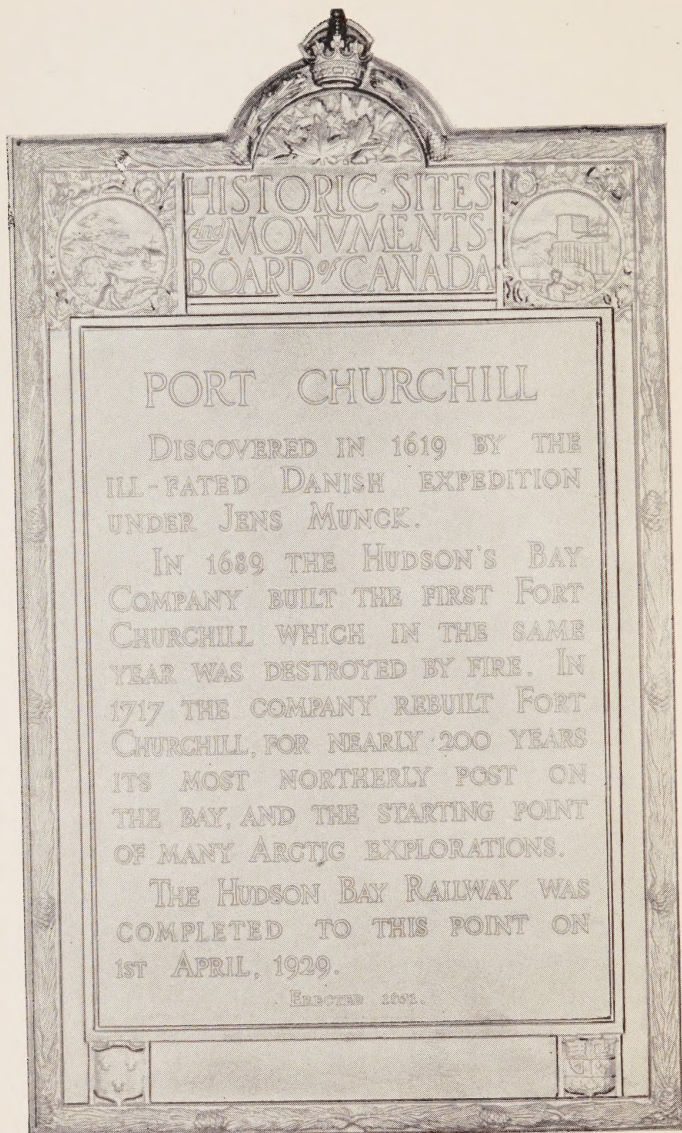 HISTORIC·SITES
and MONVMENTS
BOARD of CANADA
PORT CHURCHILL
DISCOVERED IN 1619 BY THE
ILL-FATED DANISH EXPEDITION
UNDER JENS MUNCK.
IN 1689 THE HUDSON'S BAY
COMPANY BUILT THE FIRST FORT
CHURCHILL WHICH IN THE SAME
YEAR WAS DESTROYED BY FIRE. IN
1717 THE COMPANY REBUILT FORT
CHURCHILL, FOR NEARLY 200 YEARS
ITS MOST NORTHERLY POST ON
THE BAY, AND THE STARTING POINT
OF MANY ARCTIC EXPLORATIONS.
THE HUDSON BAY RAILWAY WAS
COMPLETED TO THIS POINT ON
1ST APRIL, 1929.
ERECTED